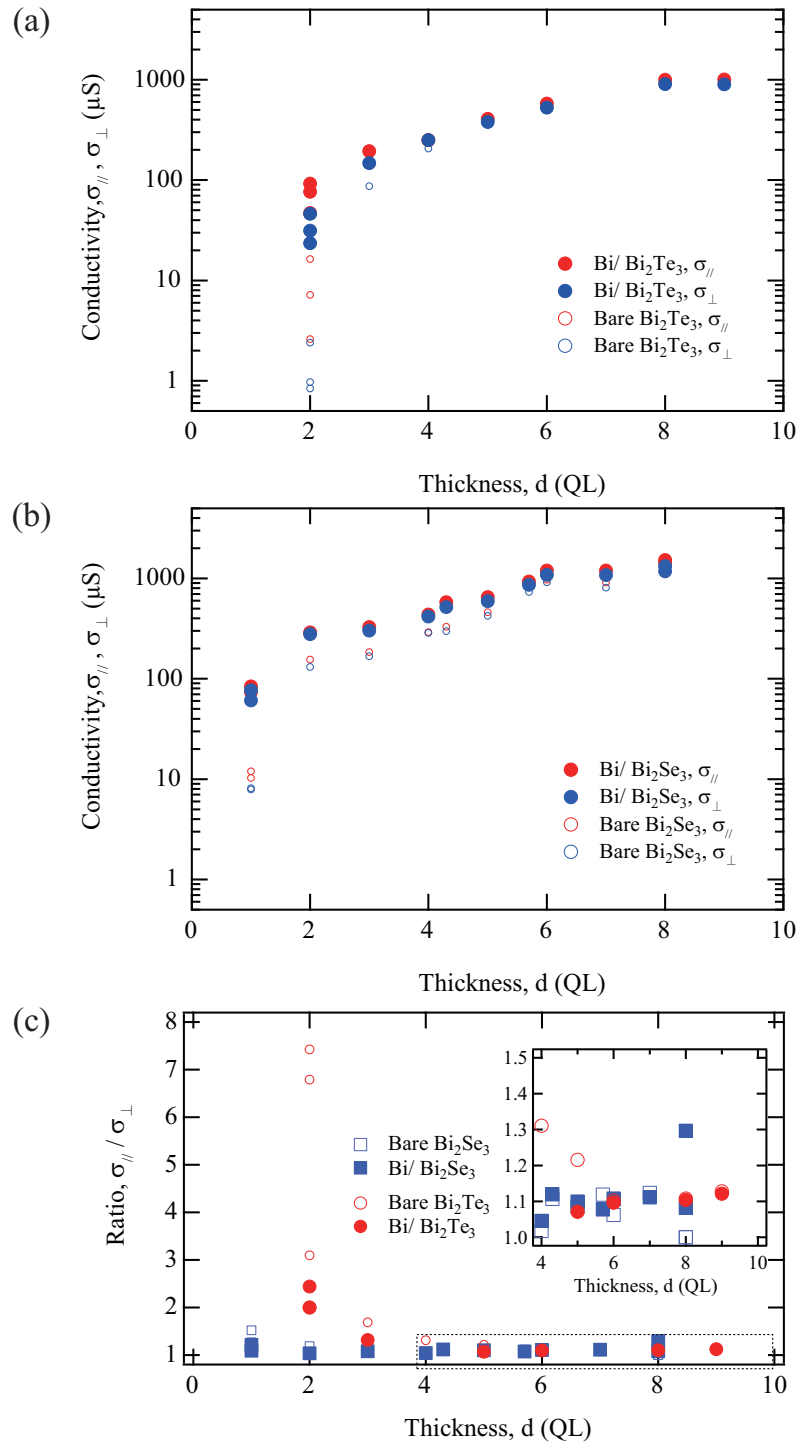 (a)
Conductivity,σ//, σ⊥ (μS)
1000
100
10
1
Bi/ Bi2Te3, σ//
Bi/ Bi2Te3, σ⊥
Bare Bi2Te3, σ//
Bare Bi2Te3, σ⊥
0 2 4 6 8 10
Thickness, d (QL)
(b)
Conductivity,σ//, σ⊥ (μS)
1000
100
10
1
Bi/ Bi2Se3, σ//
Bi/ Bi2Se3, σ⊥
Bare Bi2Se3, σ//
Bare Bi2Se3, σ⊥
0 2 4 6 8 10
Thickness, d (QL)
(c)
Ratio, σ// / σ⊥
8
7
6
5
4
3
2
1
Bare Bi2Se3
Bi/ Bi2Se3
Bare Bi2Te3
Bi/ Bi2Te3
1.5
1.4
1.3
1.2
1.1
1.0
4 6 8 10
Thickness, d (QL)
0 2 4 6 8 10
Thickness, d (QL)